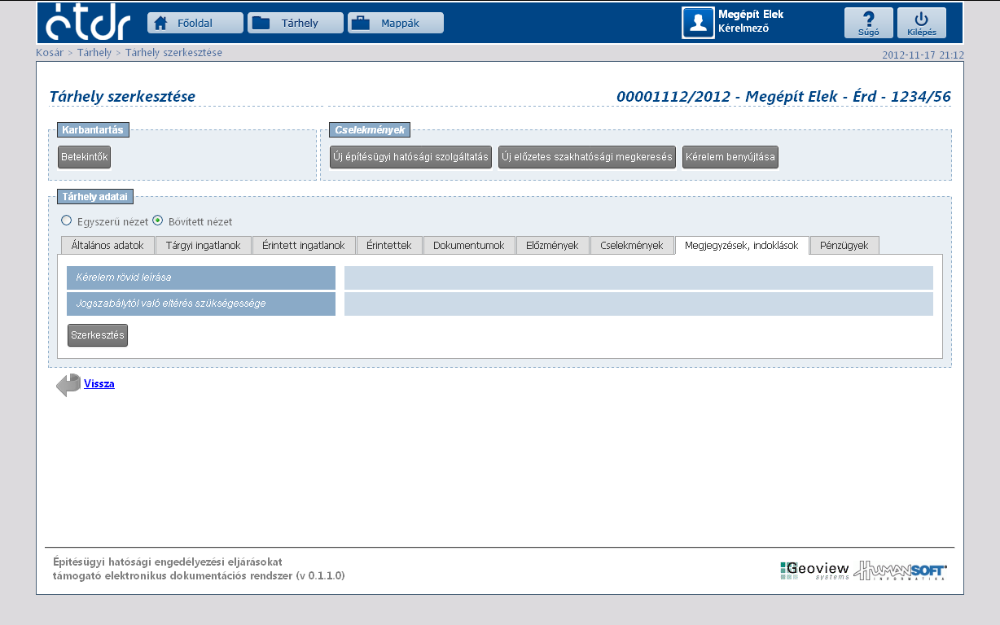 étdr
Főoldal
Tárhely
Mappák
Megépít Elek
Kérelmező
Súgó
Kilépés
Kosár > Tárhely > Tárhely szerkesztése
2012-11-17 21:12
Tárhely szerkesztése
00001112/2012 - Megépít Elek - Érd - 1234/56
Karbantartás
Betekintők
Cselekmények
Új építésügyi hatósági szolgáltatás
Új előzetes szakhatósági megkeresés
Kérelem benyújtása
Tárhely adatai
Egyszerű nézet
Bővített nézet
Általános adatok
Tárgyi ingatlanok
Érintett ingatlanok
Érintettek
Dokumentumok
Előzmények
Cselekmények
Megjegyzések, indoklások
Pénzügyek
Kérelem rövid leírása
Jogszabálytól való eltérés szükségessége
Szerkesztés
Vissza
Építésügyi hatósági engedélyezési eljárásokat
támogató elektronikus dokumentációs rendszer (v 0.1.1.0)
Geoview
systems
HUMANSOFT
INFORMATIKA